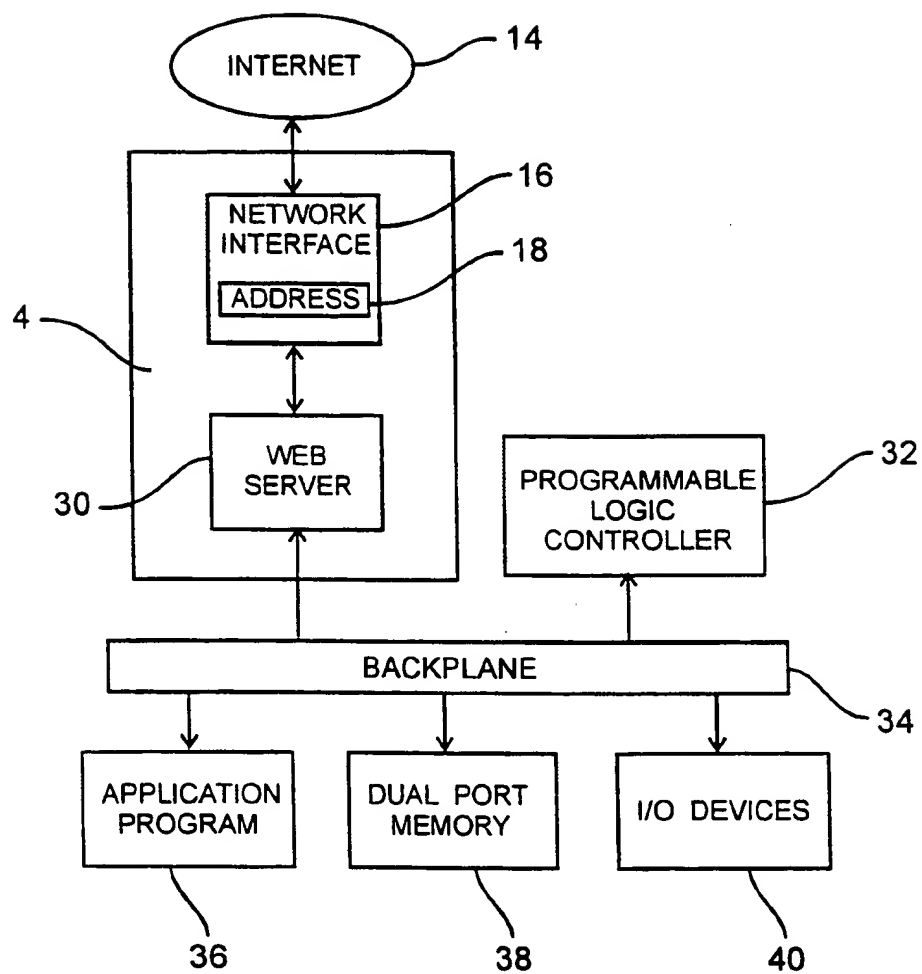 INTERNET
14
NETWORK
INTERFACE
16
ADDRESS
18
4
WEB
SERVER
30
PROGRAMMABLE
LOGIC
CONTROLLER
32
BACKPLANE
34
APPLICATION
PROGRAM
DUAL PORT
MEMORY
I/O DEVICES
36
38
40